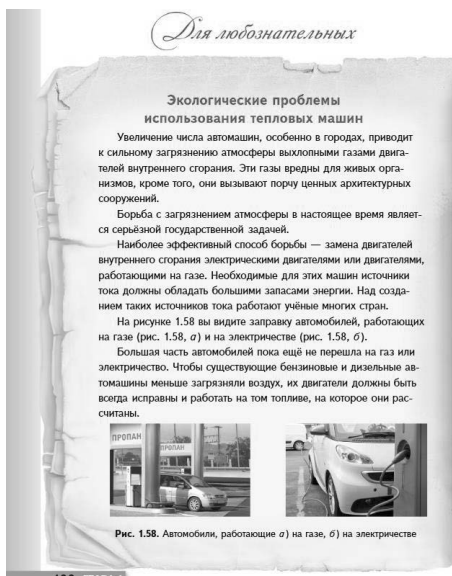 Для любознательных
Экологические проблемы
использования тепловых машин
Увеличение числа автомашин, особенно в городах, приводит
к сильному загрязнению атмосферы выхлопными газами двига-
телей внутреннего сгорания. Эти газы вредны для живых орга-
низмов, кроме того, они вызывают порчу ценных архитектурных
сооружений.
Борьба с загрязнением атмосферы в настоящее время являет-
ся серьёзной государственной задачей.
Наиболее эффективный способ борьбы — замена двигателей
внутреннего сгорания электрическими двигателями или двигателями,
работающими на газе. Необходимые для этих машин источники
тока должны обладать большими запасами энергии. Над созда-
нием таких источников тока работают учёные многих стран.
На рисунке 1.58 вы видите заправку автомобилей, работающих
на газе (рис. 1.58, а) и на электричестве (рис. 1.58, б).
Большая часть автомобилей пока ещё не перешла на газ или
электричество. Чтобы существующие бензиновые и дизельные ав-
томашины меньше загрязняли воздух, их двигатели должны быть
всегда исправны и работать на том топливе, на которое они рас-
считаны.
ПРОПАН
ПРОПАН
Рис. 1.58. Автомобили, работающие а) на газе, б) на электричестве